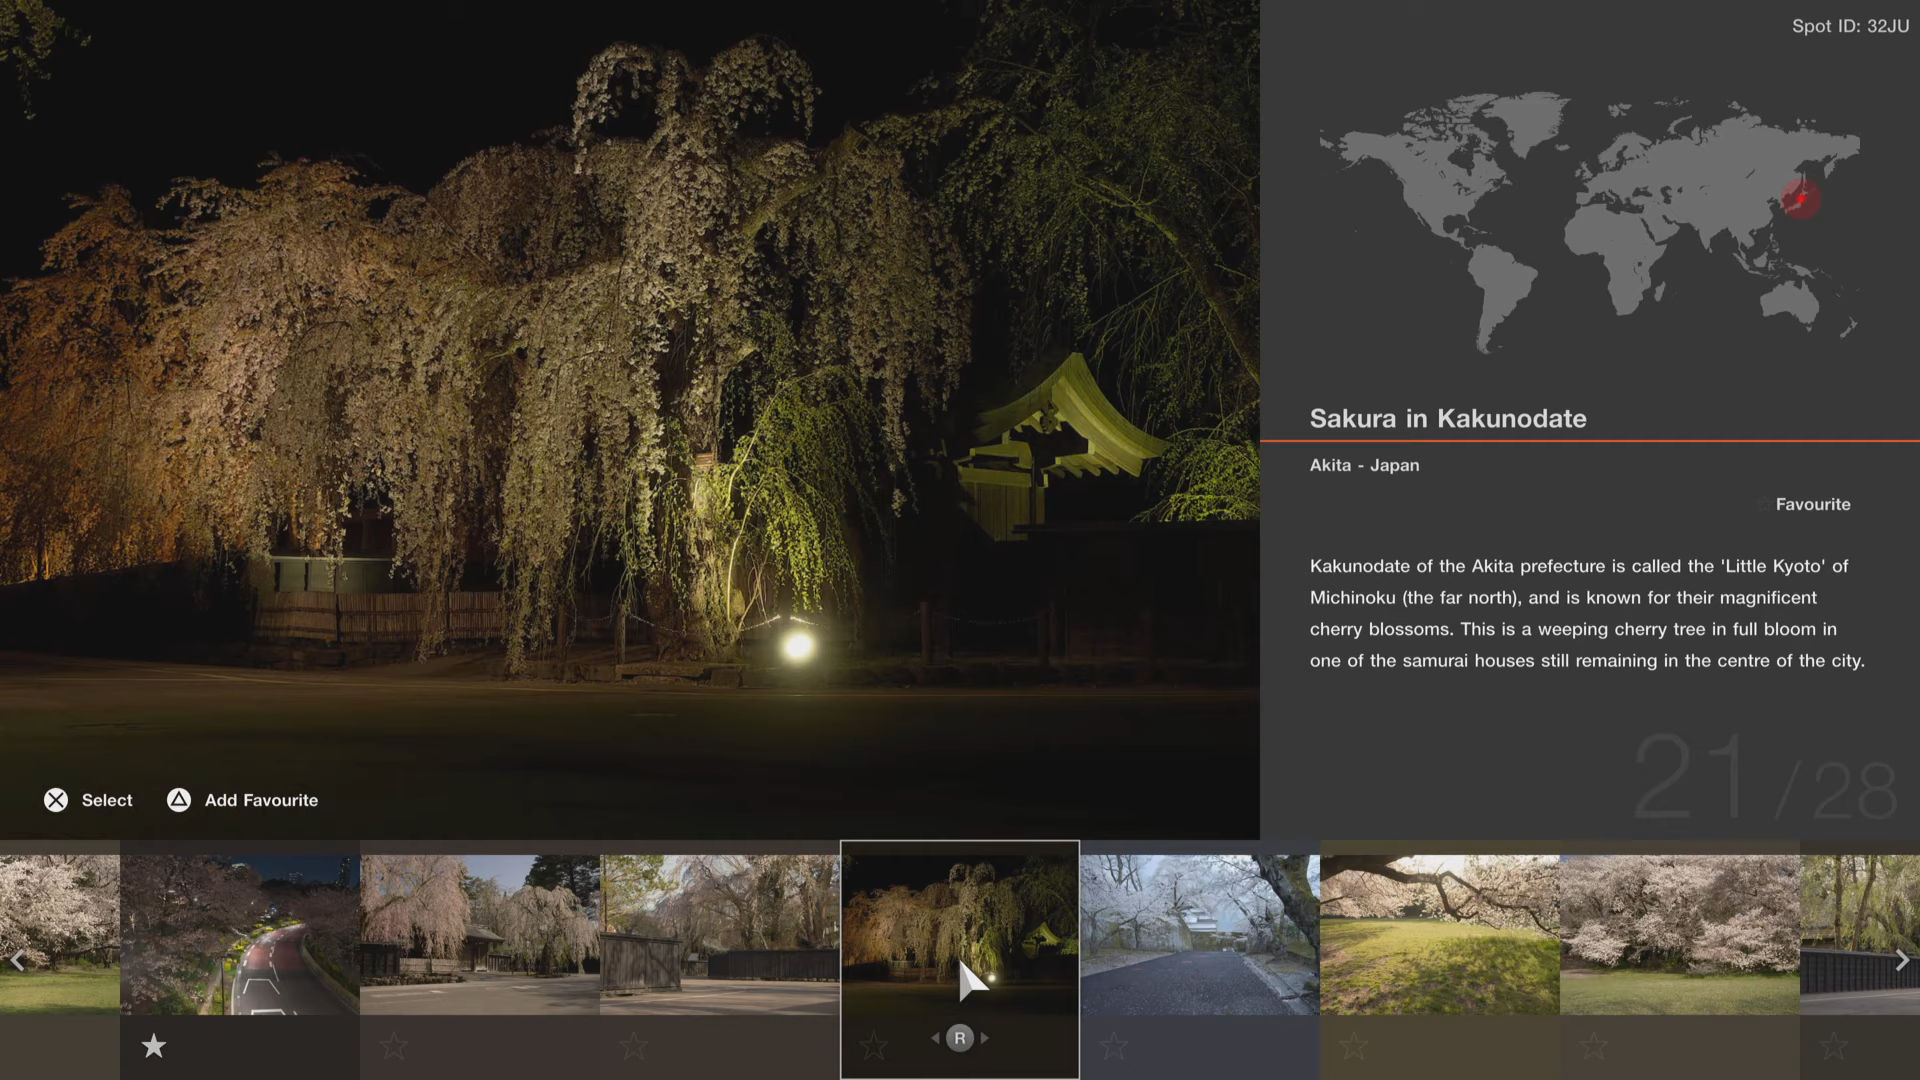 Spot ID: 32JU
Sakura in Kakunodate
Akita - Japan
Favourite
Kakunodate of the Akita prefecture is called the 'Little Kyoto' of
Michinoku (the far north), and is known for their magnificent
cherry blossoms. This is a weeping cherry tree in full bloom in
one of the samurai houses still remaining in the centre of the city.
21/28
Select
Add Favourite
R